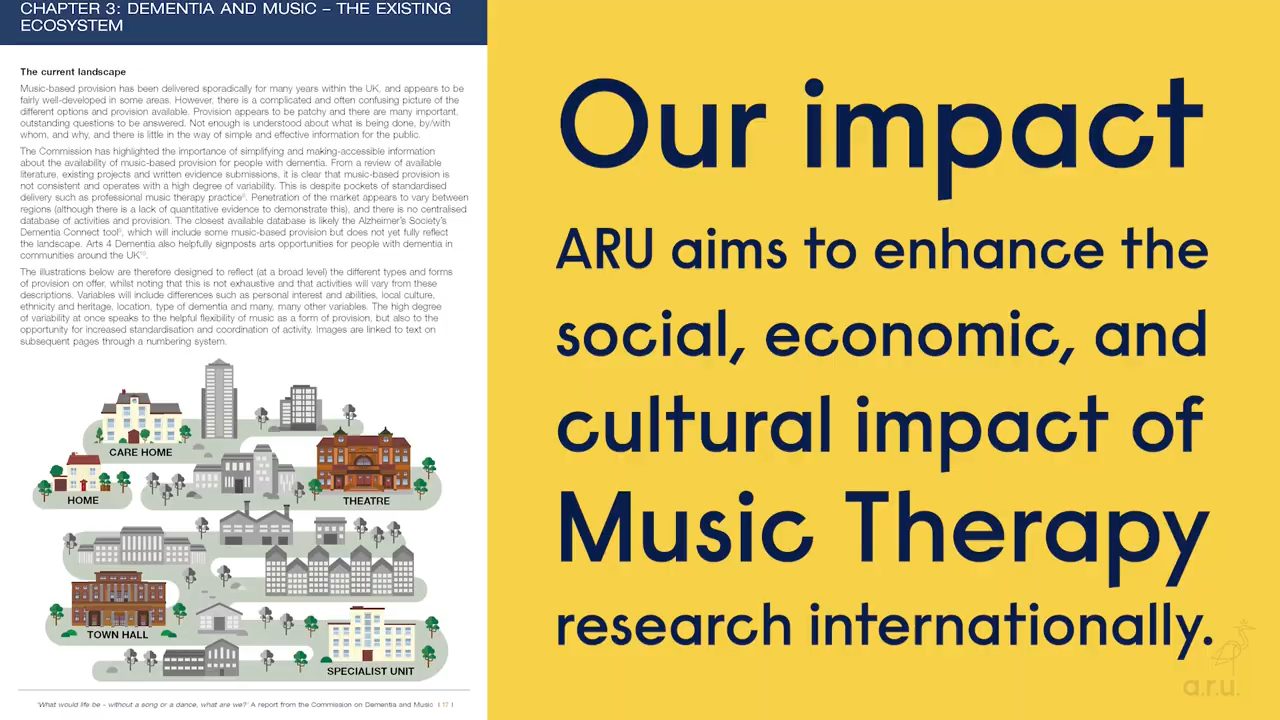 CHAPTER 3: DEMENTIA AND MUSIC – THE EXISTING
ECOSYSTEM
The current landscape
Music-based provision has been delivered sporadically for many years within the UK, and appears to be
fairly well-developed in some areas. However, there is a complicated and often confusing picture of the
different options and provision available. Provision appears to be patchy and there are many important,
outstanding questions to be answered. Not enough is understood about what is being done, by/with
whom, and why, and there is little in the way of simple and effective information for the public.
The Commission has highlighted the importance of simplifying and making-accessible information
about the availability of music-based provision for people with dementia. From a review of available
literature, existing projects and written evidence submissions, it is clear that music-based provision is
not consistent and operates with a high degree of variability. This is despite pockets of standardised
delivery such as professional music therapy practice. Penetration of the market appears to vary between
regions (although there is a lack of quantitative evidence to demonstrate this), and there is no centralised
database of activities and provision. The closest available database is likely the Alzheimer's Society's
Dementia Connect tool, which will include some music-based provision but does not yet fully reflect
the landscape. Arts 4 Dementia also helpfully signposts arts opportunities for people with dementia in
communities around the UK¹⁰.
The illustrations below are therefore designed to reflect (at a broad level) the different types and forms
of provision on offer, whilst noting that this is not exhaustive and that activities will vary from these
descriptions. Variables will include differences such as personal interest and abilities, local culture,
ethnicity and heritage, location, type of dementia and many, many other variables. The high degree
of variability at once speaks to the helpful flexibility of music as a form of provision, but also to the
opportunity for increased standardisation and coordination of activity. Images are linked to text on
subsequent pages through a numbering system.
CARE HOME
HOME
THEATRE
TOWN HALL
SPECIALIST UNIT
'What would life be – without a song or a dance, what are we?' A report from the Commission on Dementia and Music | 17 |
Our impact
ARU aims to enhance the
social, economic, and
cultural impact of
Music Therapy
research internationally.
a.r.u.